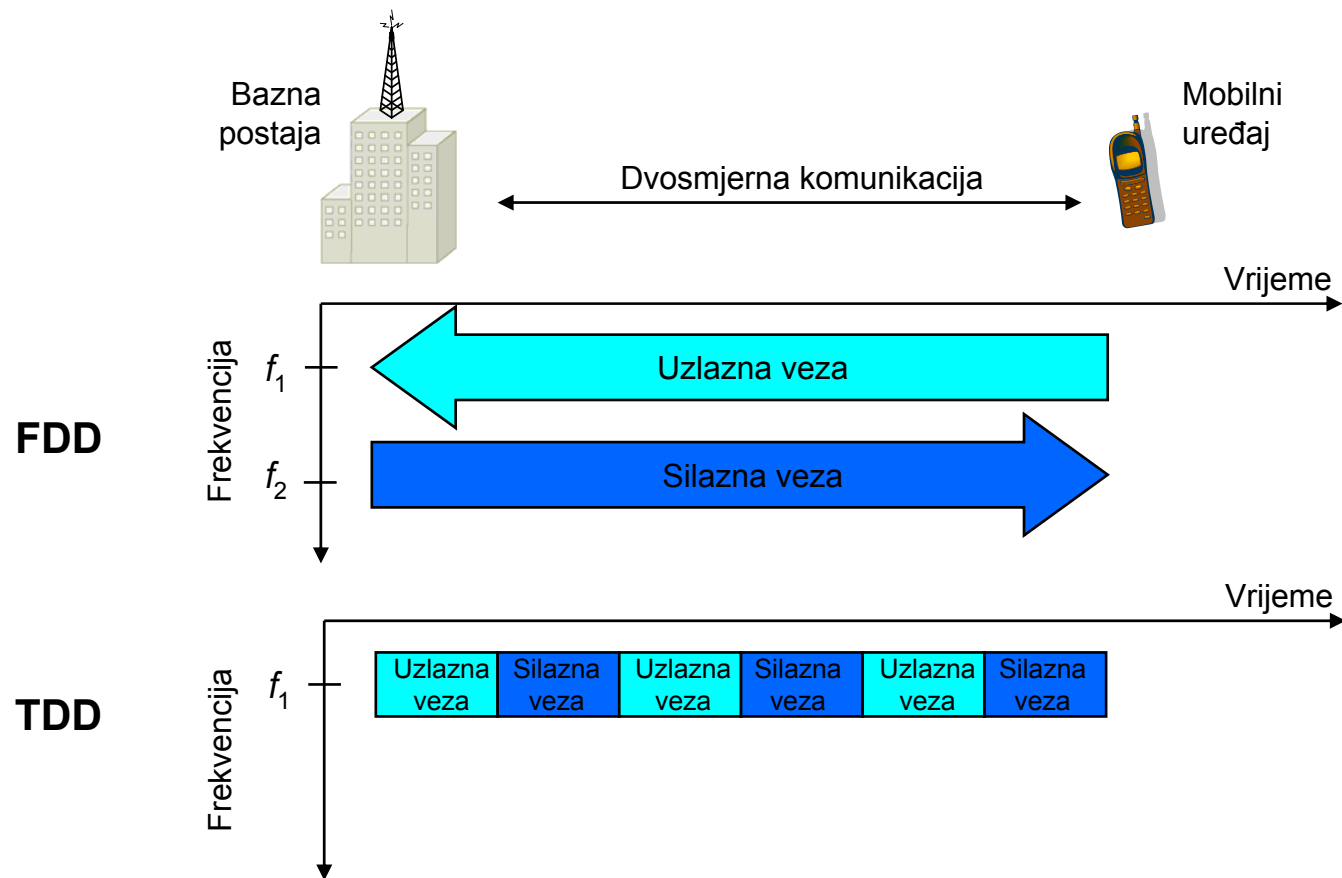 Bazna
postaja
Mobilni
uređaj
Dvosmjerna komunikacija
Vrijeme
Frekvencija
f1
Uzlazna veza
FDD
f2
Silazna veza
Vrijeme
Frekvencija
TDD
f1
Uzlazna
veza
Silazna
veza
Uzlazna
veza
Silazna
veza
Uzlazna
veza
Silazna
veza